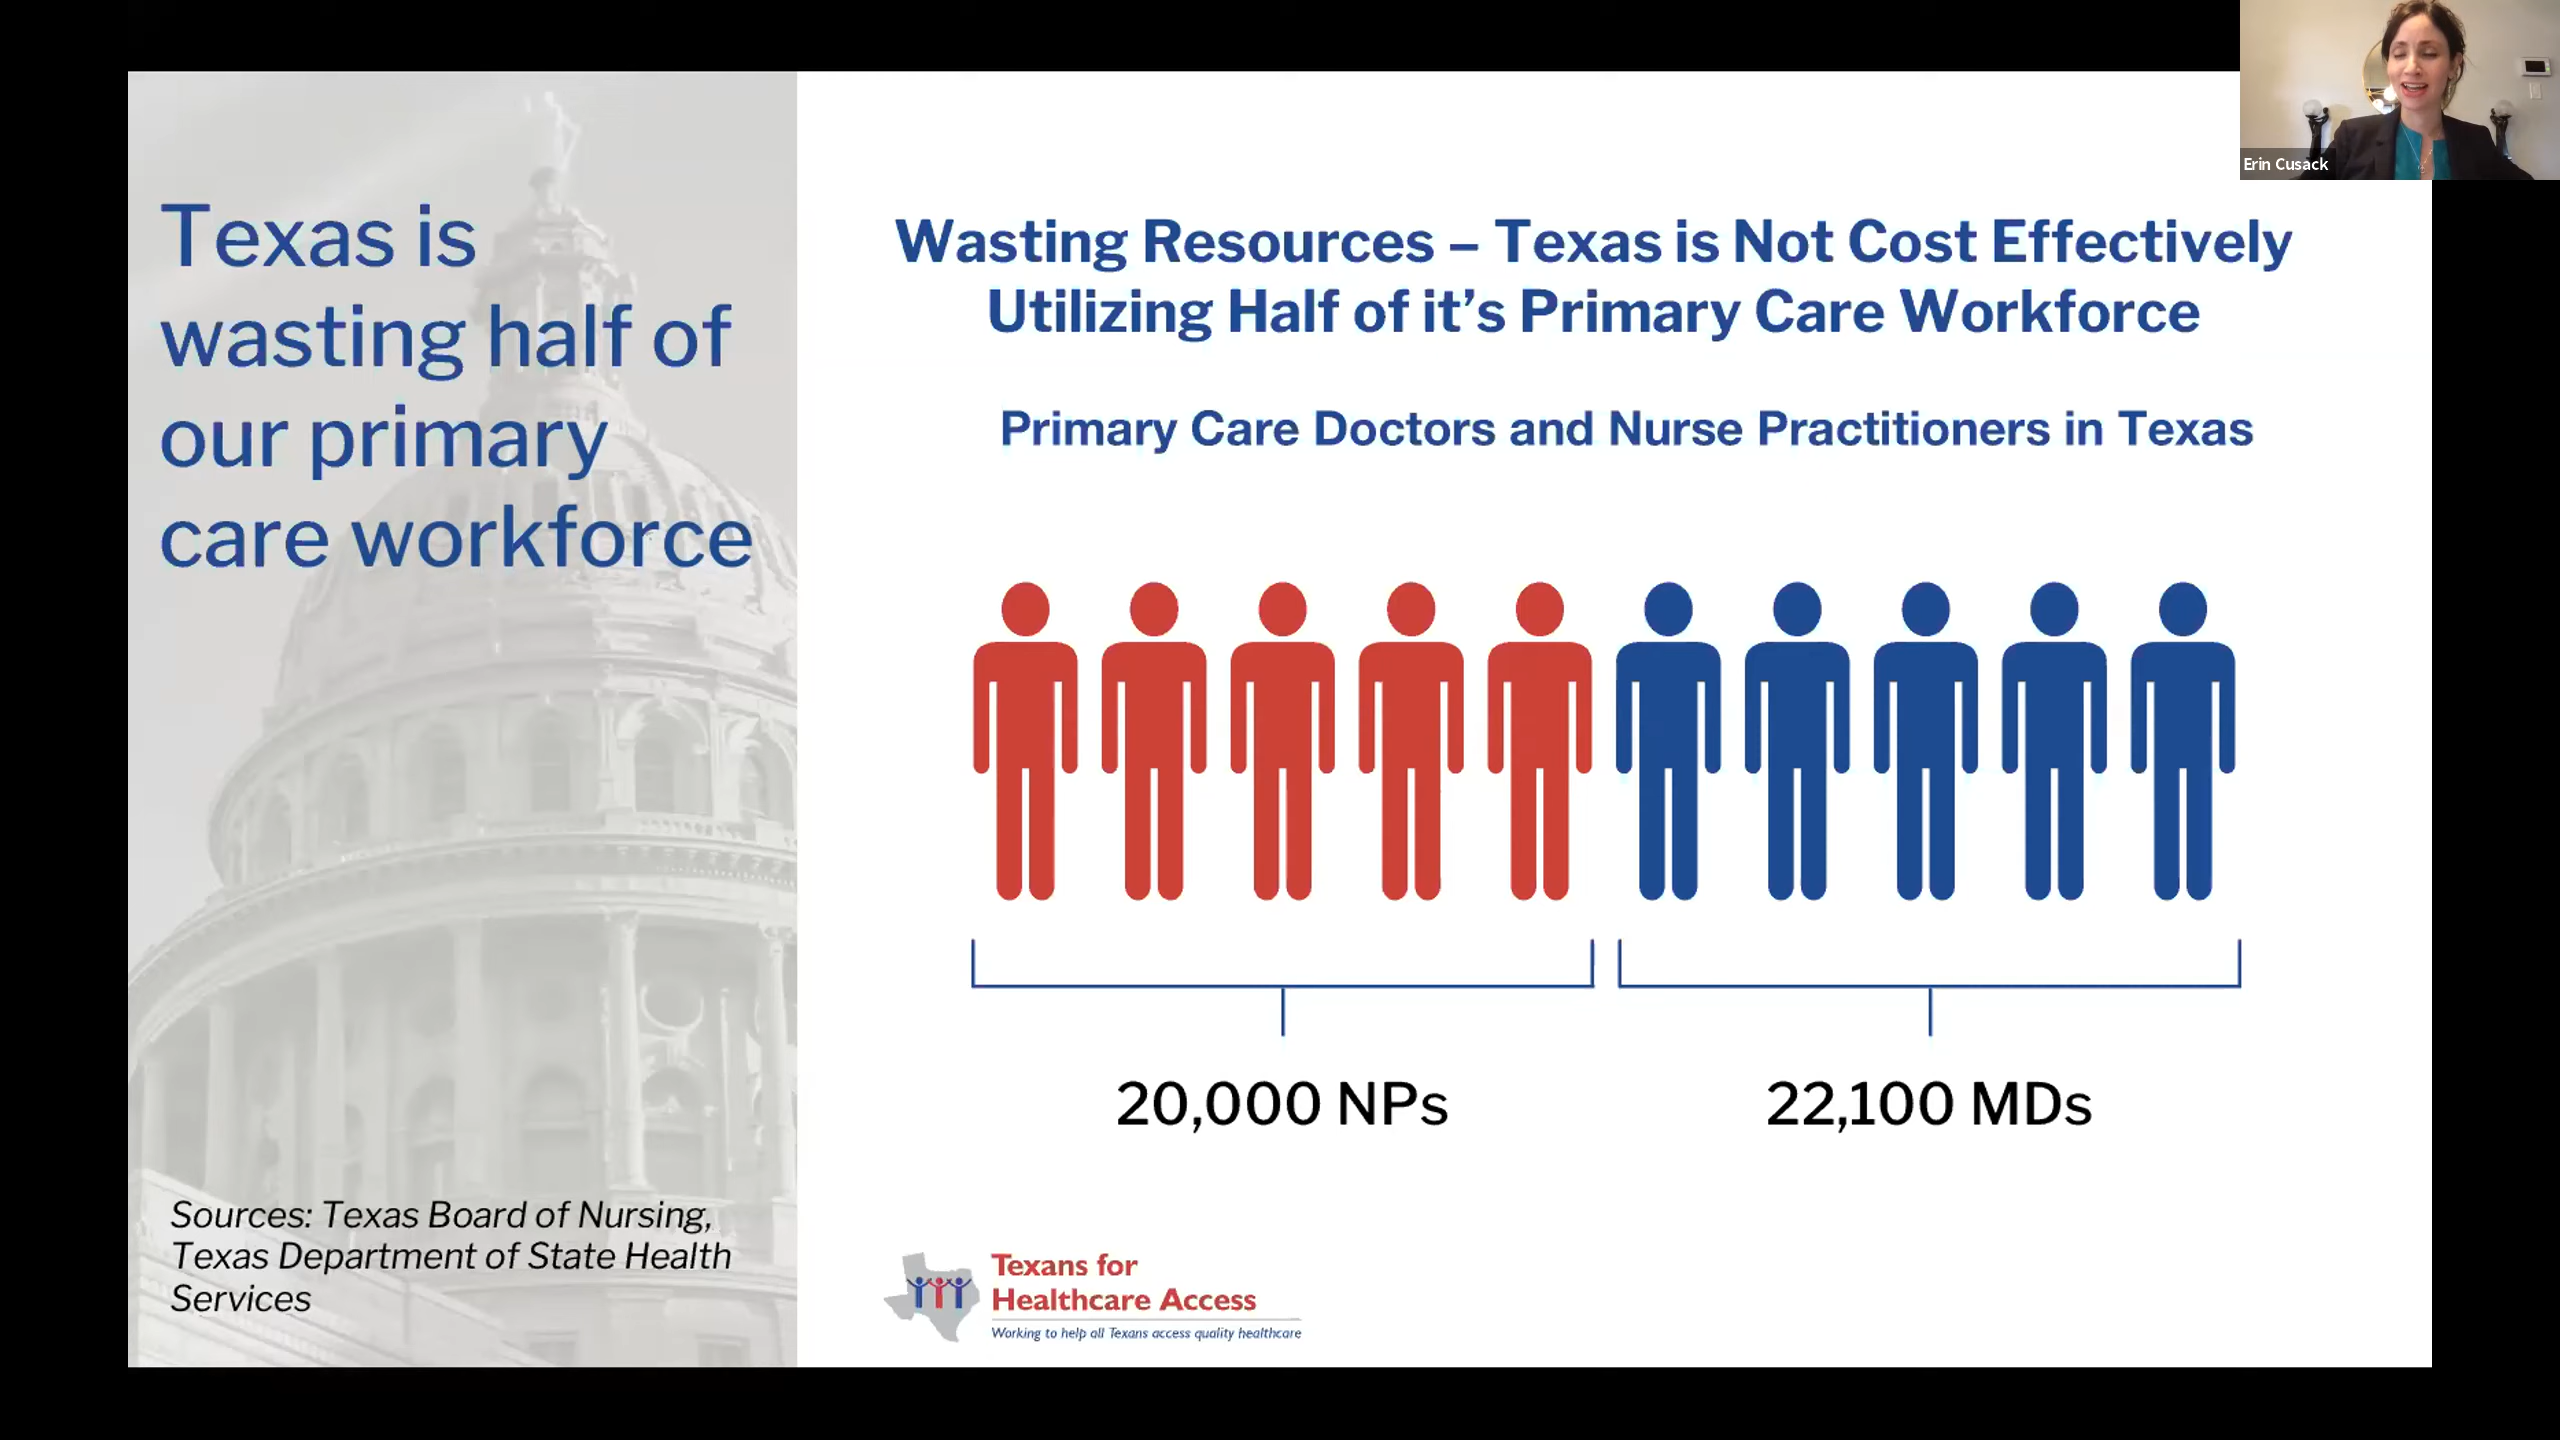 Texas is
wasting half of
our primary
care workforce
Sources: Texas Board of Nursing,
Texas Department of State Health
Services
Wasting Resources – Texas is Not Cost Effectively
Utilizing Half of it’s Primary Care Workforce
Primary Care Doctors and Nurse Practitioners in Texas
20,000 NPs
22,100 MDs
Texans for
Healthcare Access
Working to help all Texans access quality healthcare
Erin Cusack